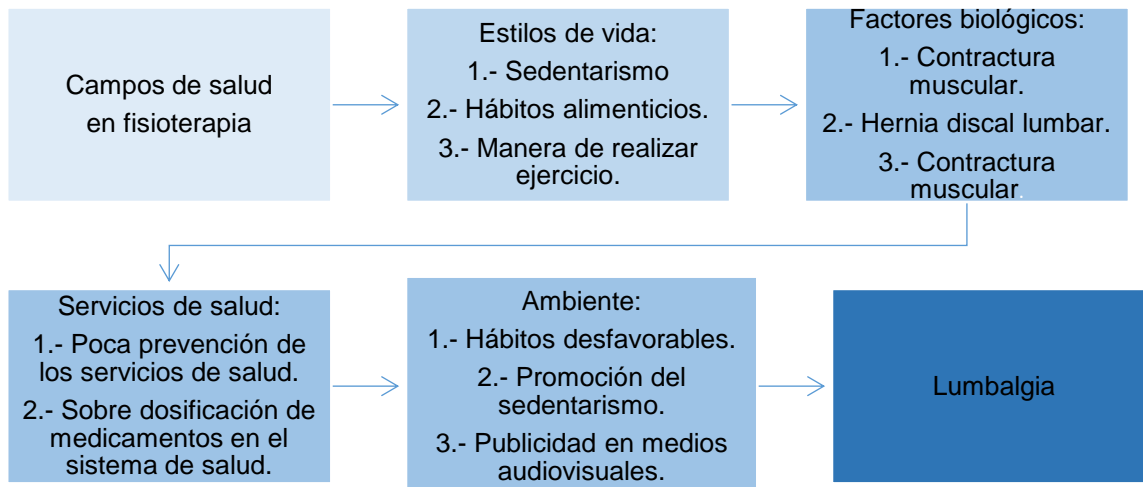 Campos de salud
en fisioterapia
Estilos de vida:
1.- Sedentarismo
2.- Hábitos alimenticios.
3.- Manera de realizar
ejercicio.
Factores biológicos:
1.- Contractura
muscular.
2.- Hernia discal lumbar.
3.- Contractura
muscular.
Servicios de salud:
1.- Poca prevención de
los servicios de salud.
2.- Sobre dosificación de
medicamentos en el
sistema de salud.
Ambiente:
1.- Hábitos desfavorables.
2.- Promoción del
sedentarismo.
3.- Publicidad en medios
audiovisuales.
Lumbalgia